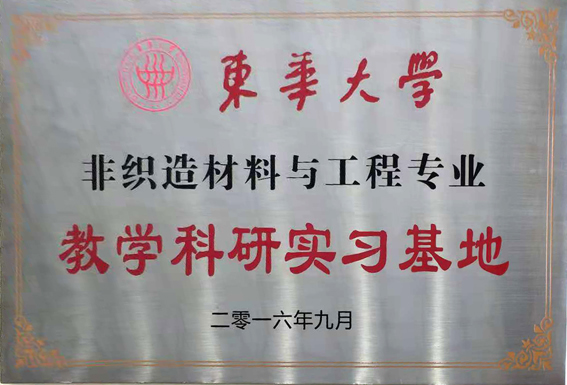 東華大學
非织造材料与工程专业
教学科研实习基地
二零一六年九月